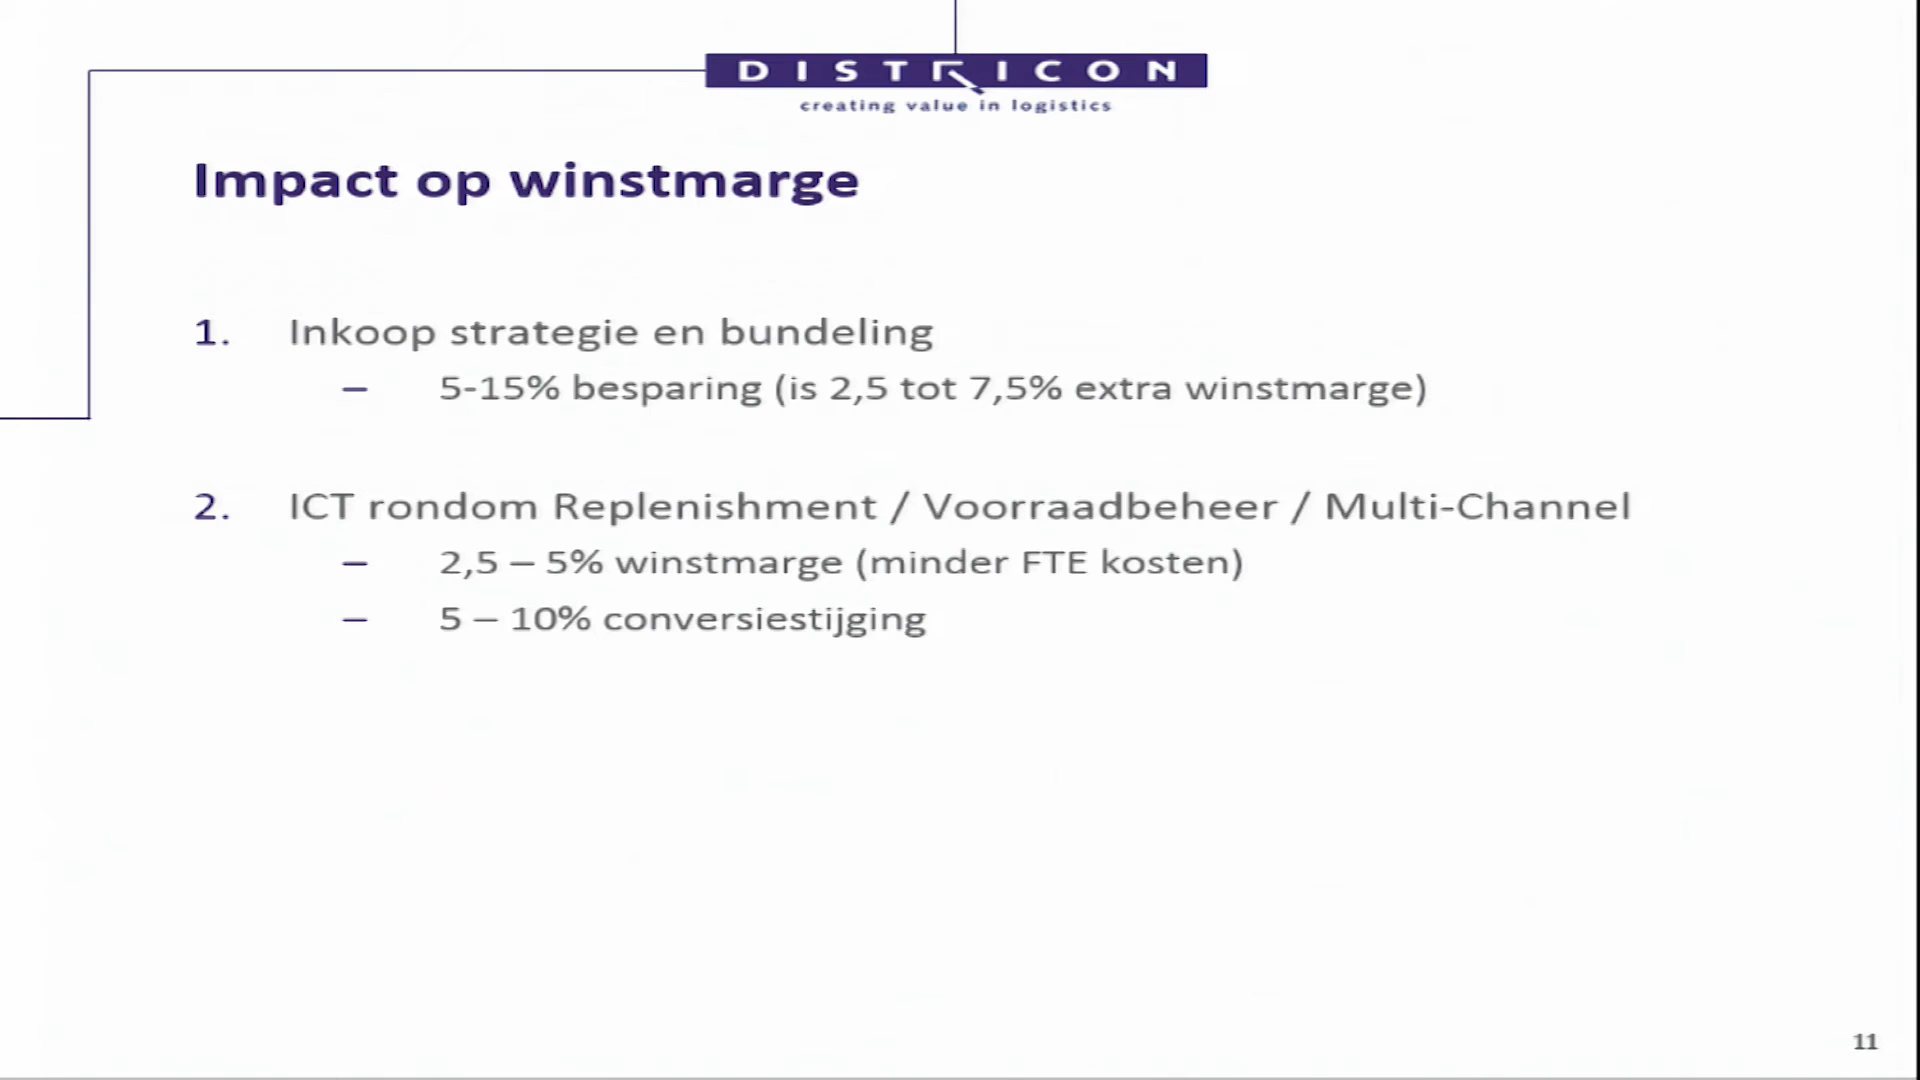 DISTRICON
creating value in logistics
Impact op winstmarge
1. Inkoop strategie en bundeling
– 5-15% besparing (is 2,5 tot 7,5% extra winstmarge)
2. ICT rondom Replenishment / Voorraadbeheer / Multi-Channel
– 2,5 – 5% winstmarge (minder FTE kosten)
– 5 – 10% conversiestijging
11